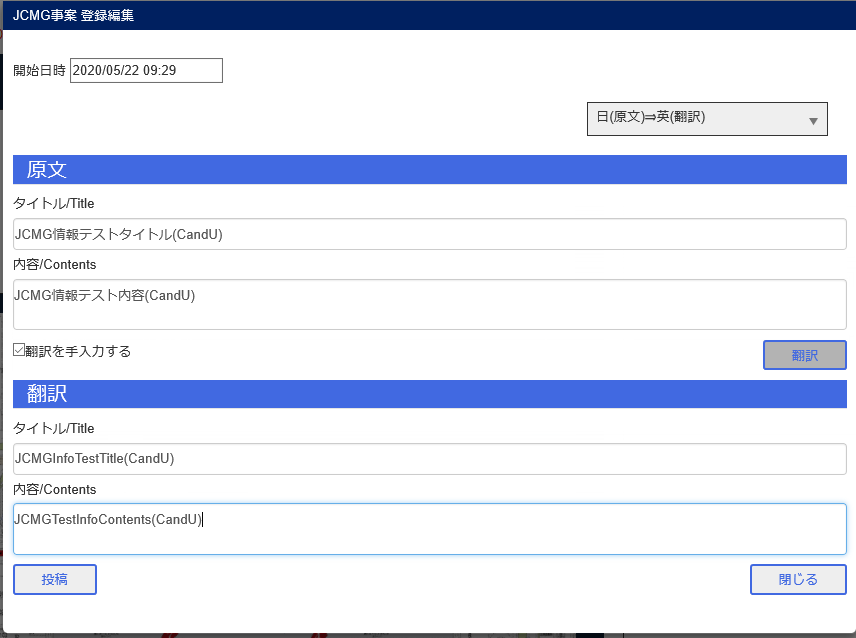 JCMG事案 登録編集
開始日時 2020/05/22 09:29
日(原文)⇒英(翻訳)
原文
タイトル/Title
JCMG情報テストタイトル(CandU)
内容/Contents
JCMG情報テスト内容(CandU)
翻訳を手入力する
翻訳
翻訳
タイトル/Title
JCMGInfoTestTitle(CandU)
内容/Contents
JCMGTestInfoContents(CandU)
投稿 閉じる